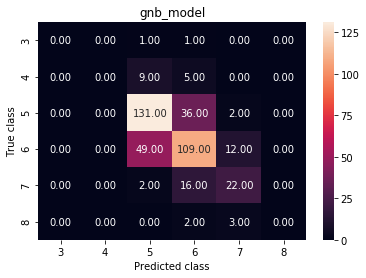 gnb_model
3 0.00 0.00 1.00 1.00 0.00 0.00
4 0.00 0.00 9.00 5.00 0.00 0.00
5 0.00 0.00 131.00 36.00 2.00 0.00
6 0.00 0.00 49.00 109.00 12.00 0.00
7 0.00 0.00 2.00 16.00 22.00 0.00
8 0.00 0.00 0.00 2.00 3.00 0.00
3 4 5 6 7 8
Predicted class
True class
125
100
75
50
25
0